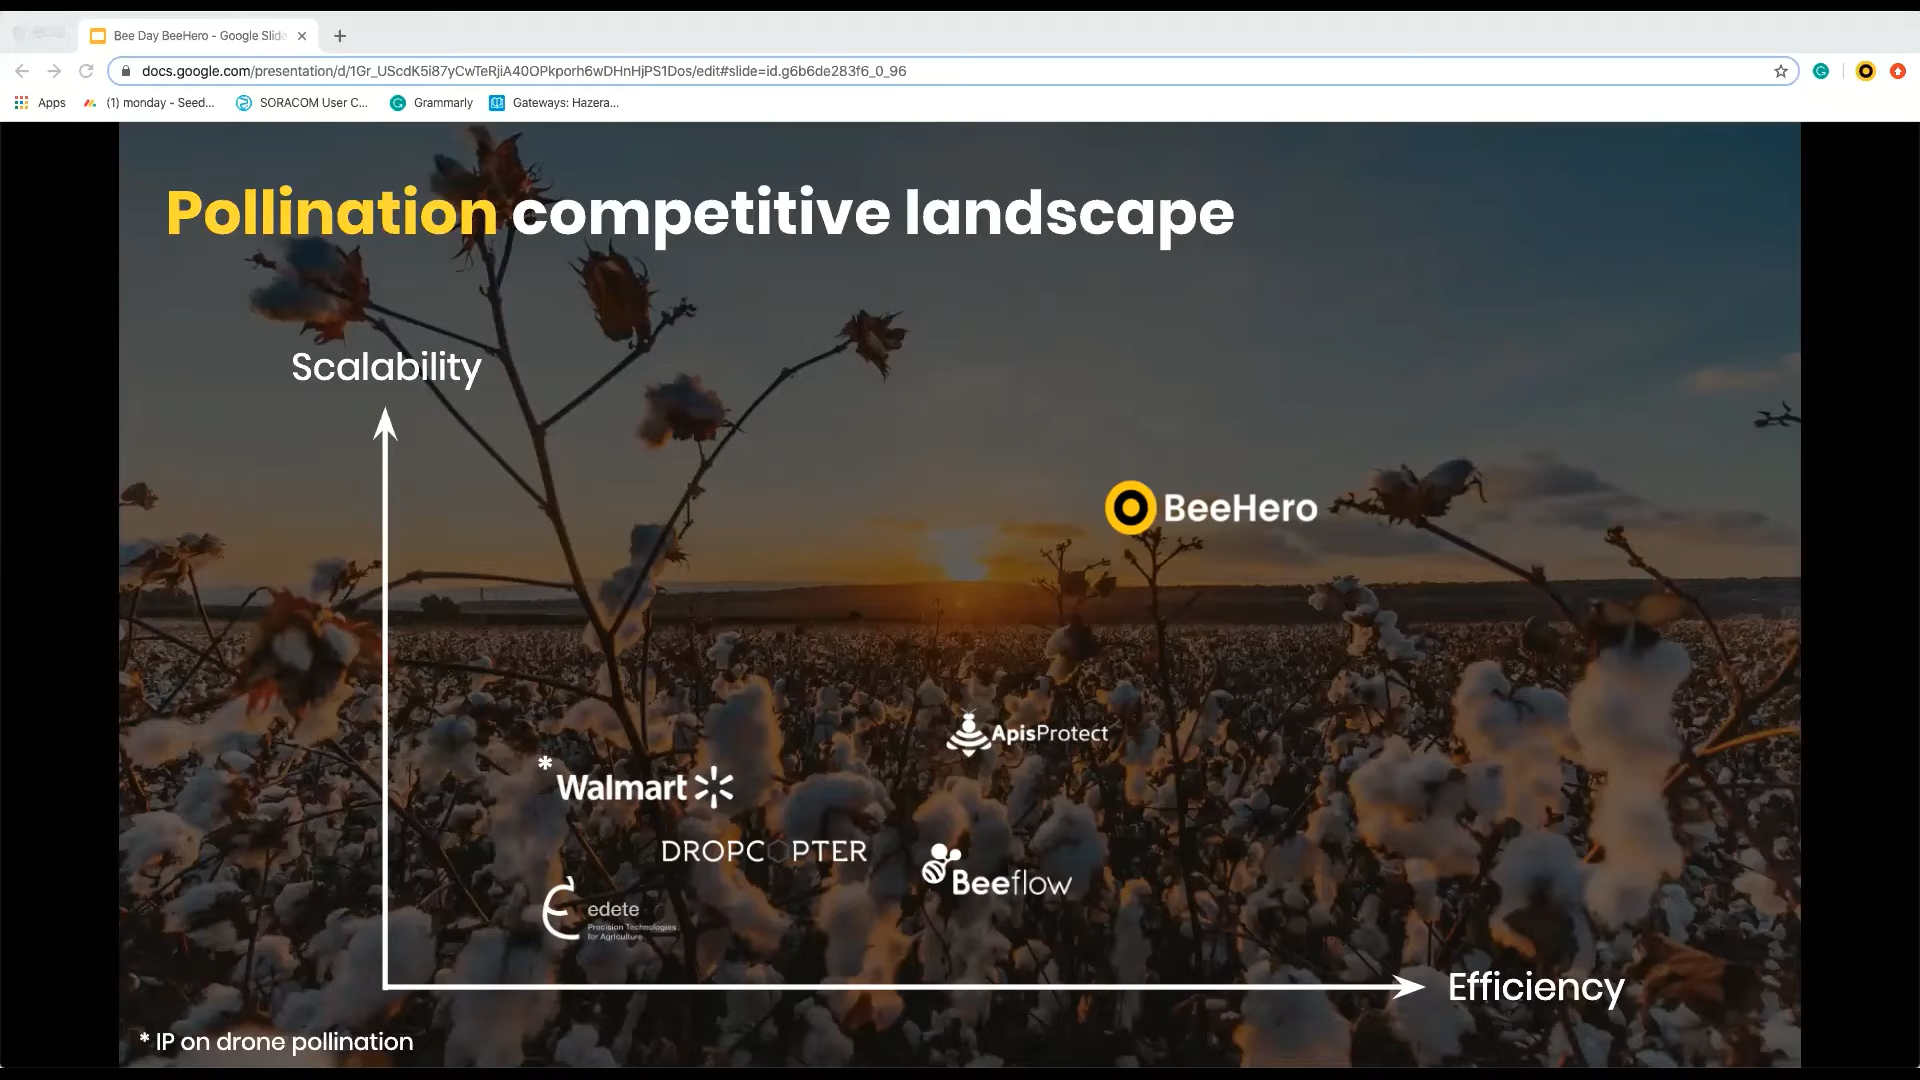 Bee Day BeeHero - Google Slide
docs.google.com/presentation/d/1Gr_UScdK5i87yCwTeRjiA40OPkporh6wDHnHjPS1Dos/edit#slide=id.g6b6de283f6_0_96
Apps (1) monday - Seed... SORACOM User C... Grammarly Gateways: Hazera...
Pollination competitive landscape
Scalability
BeeHero
ApisProtect
* Walmart
DROPCOPTER
Beeflow
edete
Precision Technologies
for Agriculture
Efficiency
* IP on drone pollination